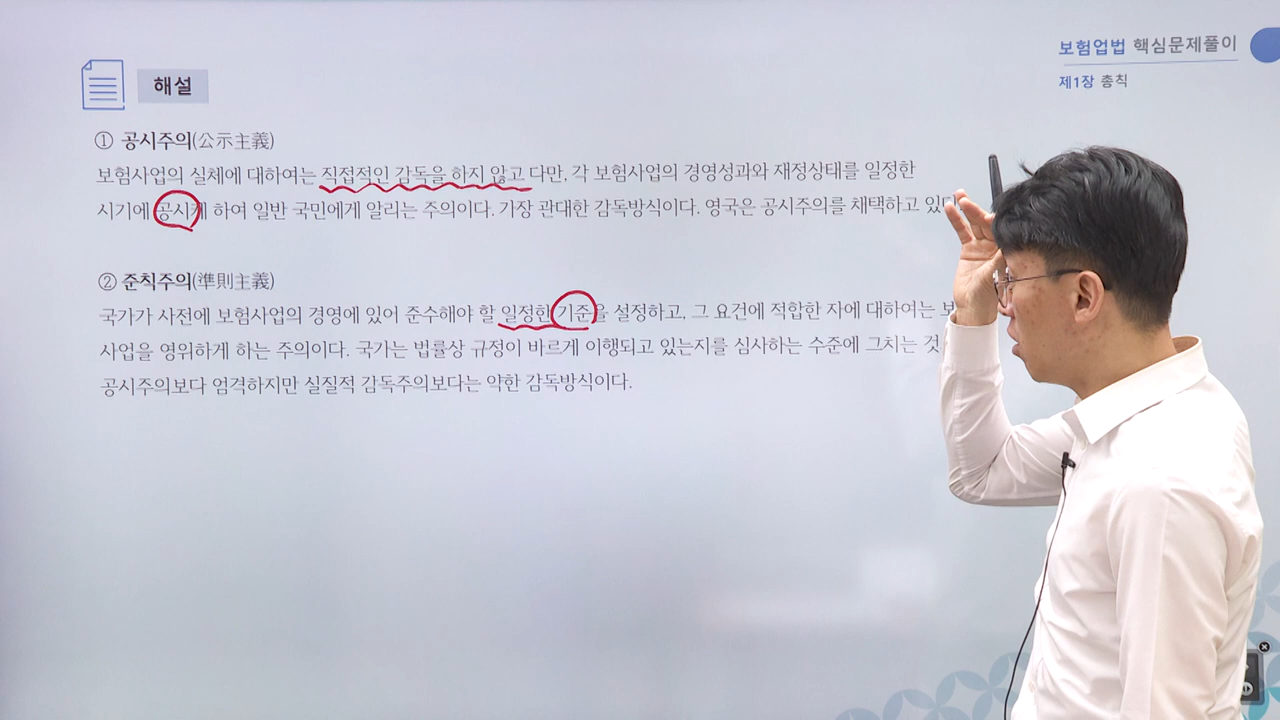 보험업법 핵심문제풀이
제1장 총칙
해설
① 공시주의(公示主義)
보험사업의 실체에 대하여는 직접적인 감독을 하지 않고 다만, 각 보험사업의 경영성과와 재정상태를 일정한
시기에 공시케 하여 일반 국민에게 알리는 주의이다. 가장 관대한 감독방식이다. 영국은 공시주의를 채택하고 있다.
② 준칙주의(準則主義)
국가가 사전에 보험사업의 경영에 있어 준수해야 할 일정한 기준을 설정하고, 그 요건에 적합한 자에 대하여는
사업을 영위하게 하는 주의이다. 국가는 법률상 규정이 바르게 이행되고 있는지를 심사하는 수준에 그치는 것
공시주의보다 엄격하지만 실질적 감독주의보다는 약한 감독방식이다.